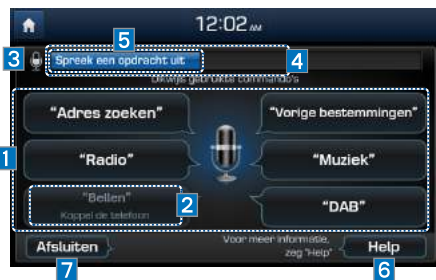 12:02 AM
5
3
Spreek een opdracht uit
4
Dikwijls gebruikte commando's
"Adres zoeken"
"Vorige bestemmingen"
1
"Radio"
"Muziek"
"Bellen"
Koppel de telefoon
2
"DAB"
Afsluiten
Voor meer informatie,
zeg "Help"
Help
7
6